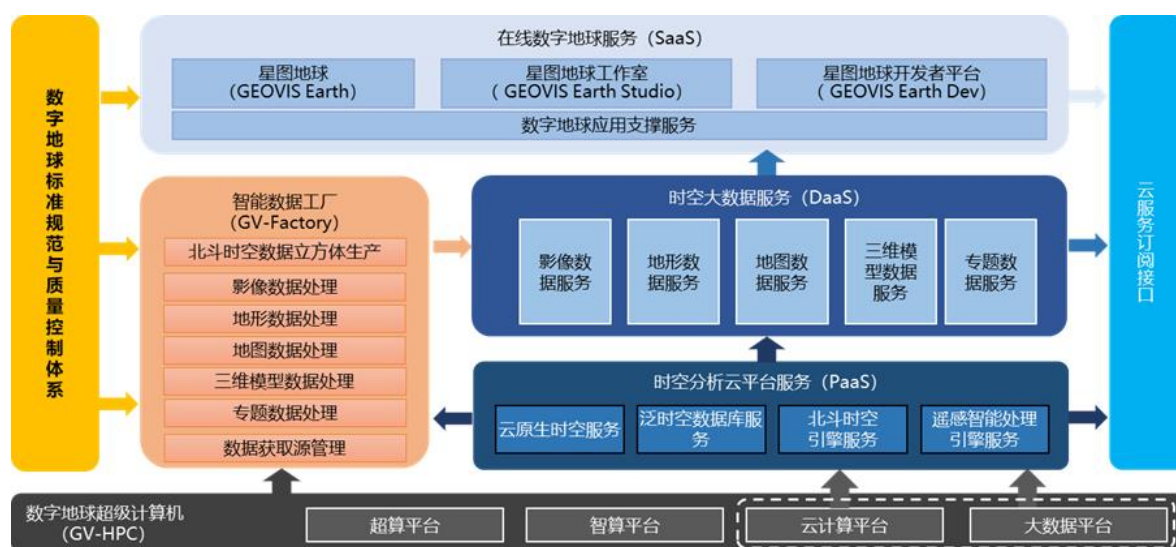 数字地球标准规范与质量控制体系
在线数字地球服务（SaaS）
星图地球
(GEOVIS Earth)
星图地球工作室
( GEOVIS Earth Studio)
星图地球开发者平台
( GEOVIS Earth Dev)
数字地球应用支撑服务
智能数据工厂
(GV-Factory)
北斗时空数据立方体生产
影像数据处理
地形数据处理
地图数据处理
三维模型数据处理
专题数据处理
数据获取源管理
时空大数据服务（DaaS）
影像数
据服务
地形数
据服务
地图数
据服务
三维模
型数据
服务
专题数
据服务
时空分析云平台服务（PaaS）
云原生时空服务
泛时空数据库服
务
北斗时空
引擎服务
遥感智能处理
引擎服务
云服务订阅接口
数字地球超级计算机
(GV-HPC)
超算平台
智算平台
云计算平台
大数据平台